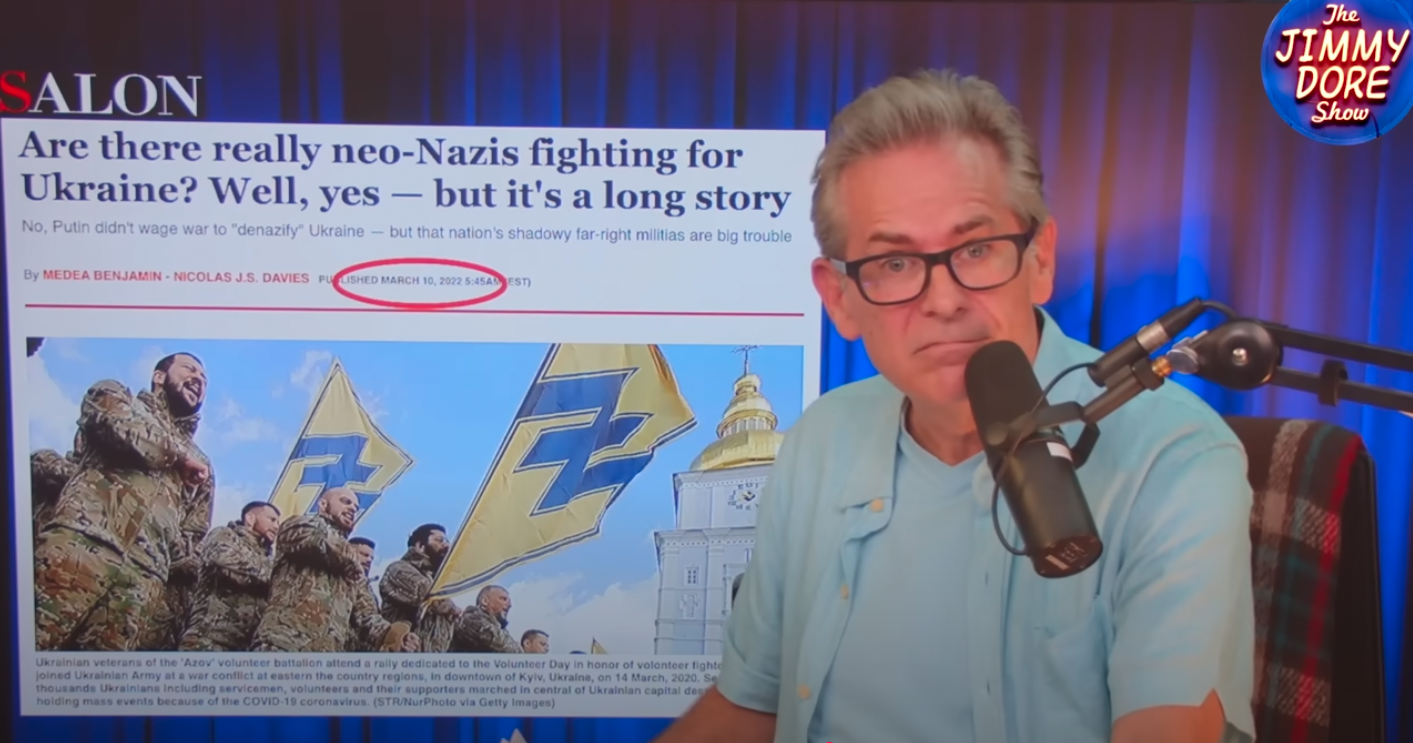 The
JIMMY
DORE
Show
SALON
Are there really neo-Nazis fighting for
Ukraine? Well, yes — but it's a long story
No, Putin didn't wage war to "denazify" Ukraine — but that nation's shadowy far-right militias are big trouble
By MEDEA BENJAMIN - NICOLAS J.S. DAVIES MARCH 10, 2022 5:45AM EST)
Ukrainian veterans of the 'Azov' volunteer battalion attend a rally dedicated to the Volunteer Day in honor of volonteer
joined Ukrainian Army at a war conflict at eastern the country regions, in downtown of Kyiv, Ukraine, on 14 March, 2020.
thousands Ukrainians including servicemen, volunteers and their supporters marched in central of Ukrainian capital
holding mass events because of the COVID-19 coronavirus. (STR/NurPhoto via Getty Images)